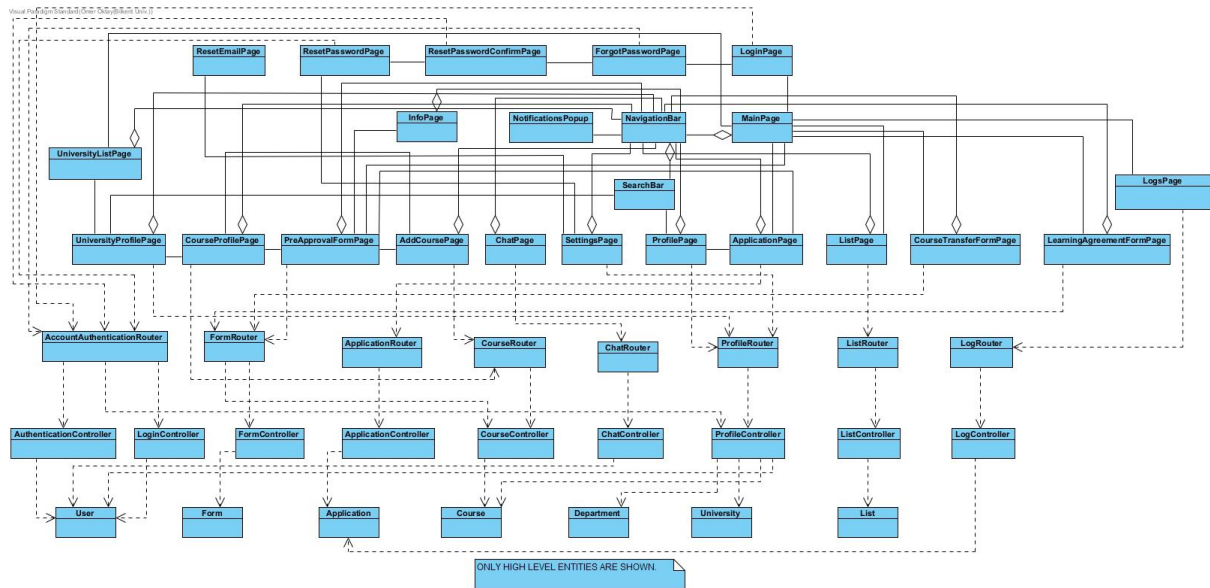 Visual Paradigm Standard(Omer Oktay(Bilkent Univ.))
ResetEmailPage
ResetPasswordPage
ResetPasswordConfirmPage
ForgotPasswordPage
LoginPage
InfoPage
NotificationsPopup
NavigationBar
MainPage
UniversityListPage
SearchBar
LogsPage
UniversityProfilePage
CourseProfilePage
PreApprovalFormPage
AddCoursePage
ChatPage
SettingsPage
ProfilePage
ApplicationPage
ListPage
CourseTransferFormPage
LearningAgreementFormPage
AccountAuthenticationRouter
FormRouter
ApplicationRouter
CourseRouter
ChatRouter
ProfileRouter
ListRouter
LogRouter
AuthenticationController
LoginController
FormController
ApplicationController
CourseController
ChatController
ProfileController
ListController
LogController
User
Form
Application
Course
Department
University
List
ONLY HIGH LEVEL ENTITIES ARE SHOWN.